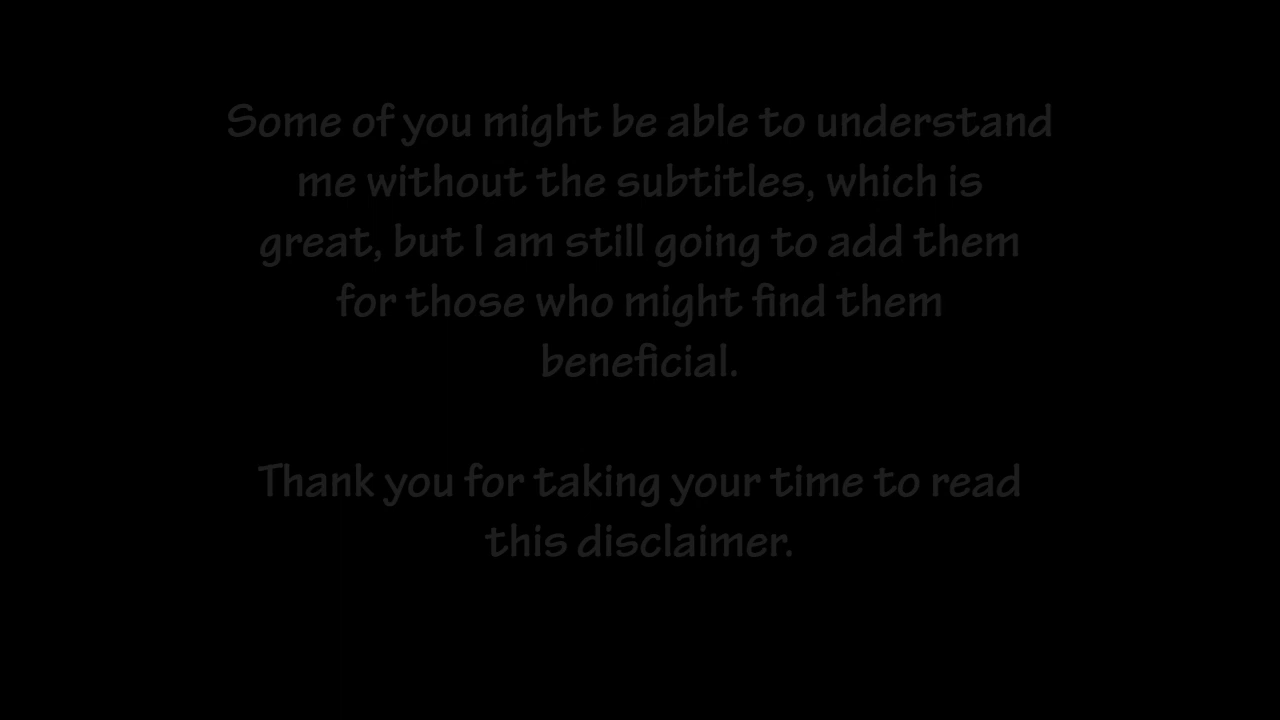 Some of you might be able to understand
me without the subtitles, which is
great, but I am still going to add them
for those who might find them
beneficial.
Thank you for taking your time to read
this disclaimer.